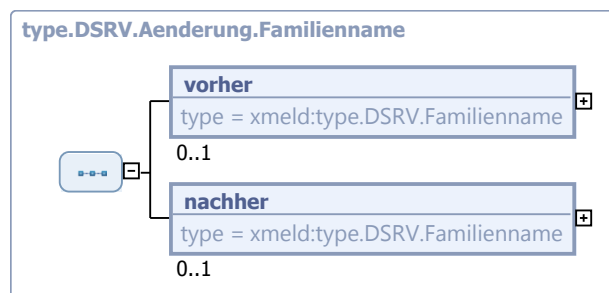 type.DSRV.Aenderung.Familienname
vorher
type = xmeld:type.DSRV.Familienname
0..1
nachher
type = xmeld:type.DSRV.Familienname
0..1